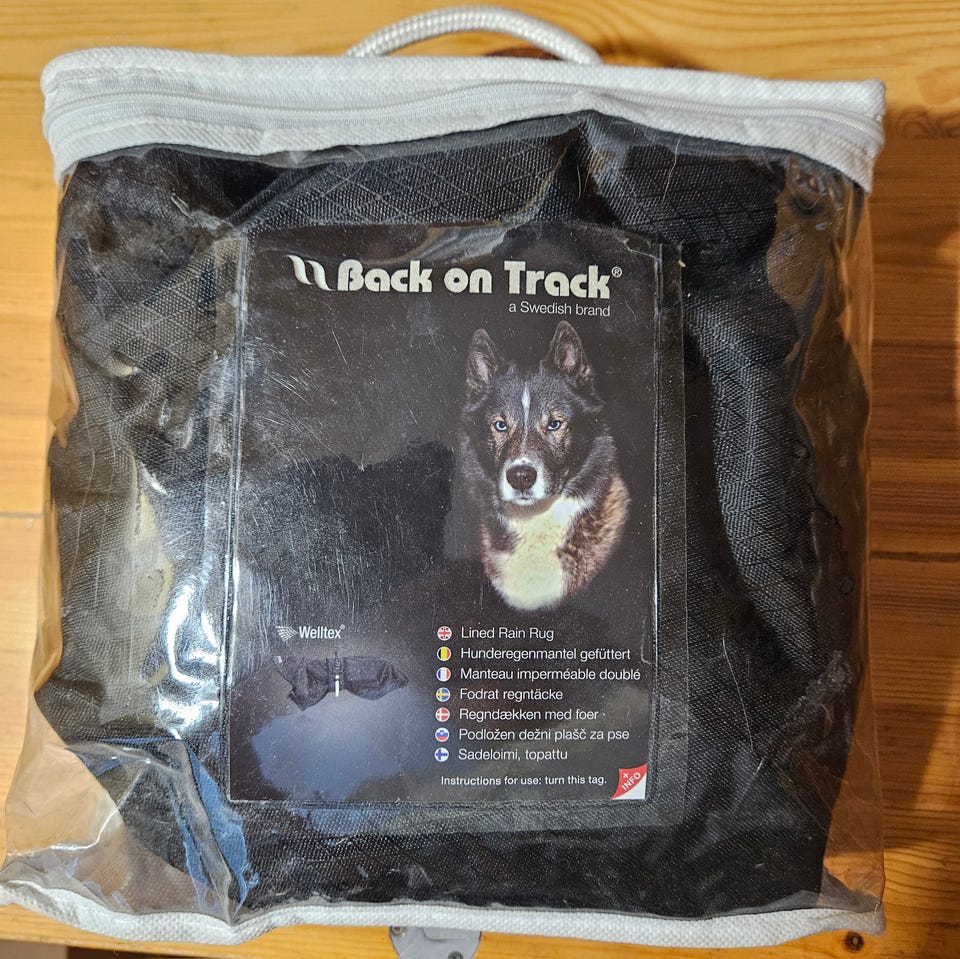 Back on Track®
a Swedish brand
Welltex®
Lined Rain Rug
Hunderegenmantel gefüttert
Manteau imperméable doublé
Fodrat regntäcke
Regndækken med foer
Podložen dežni plašč za pse
Sadeloimi, topattu
Instructions for use: turn this tag.
+ INFO